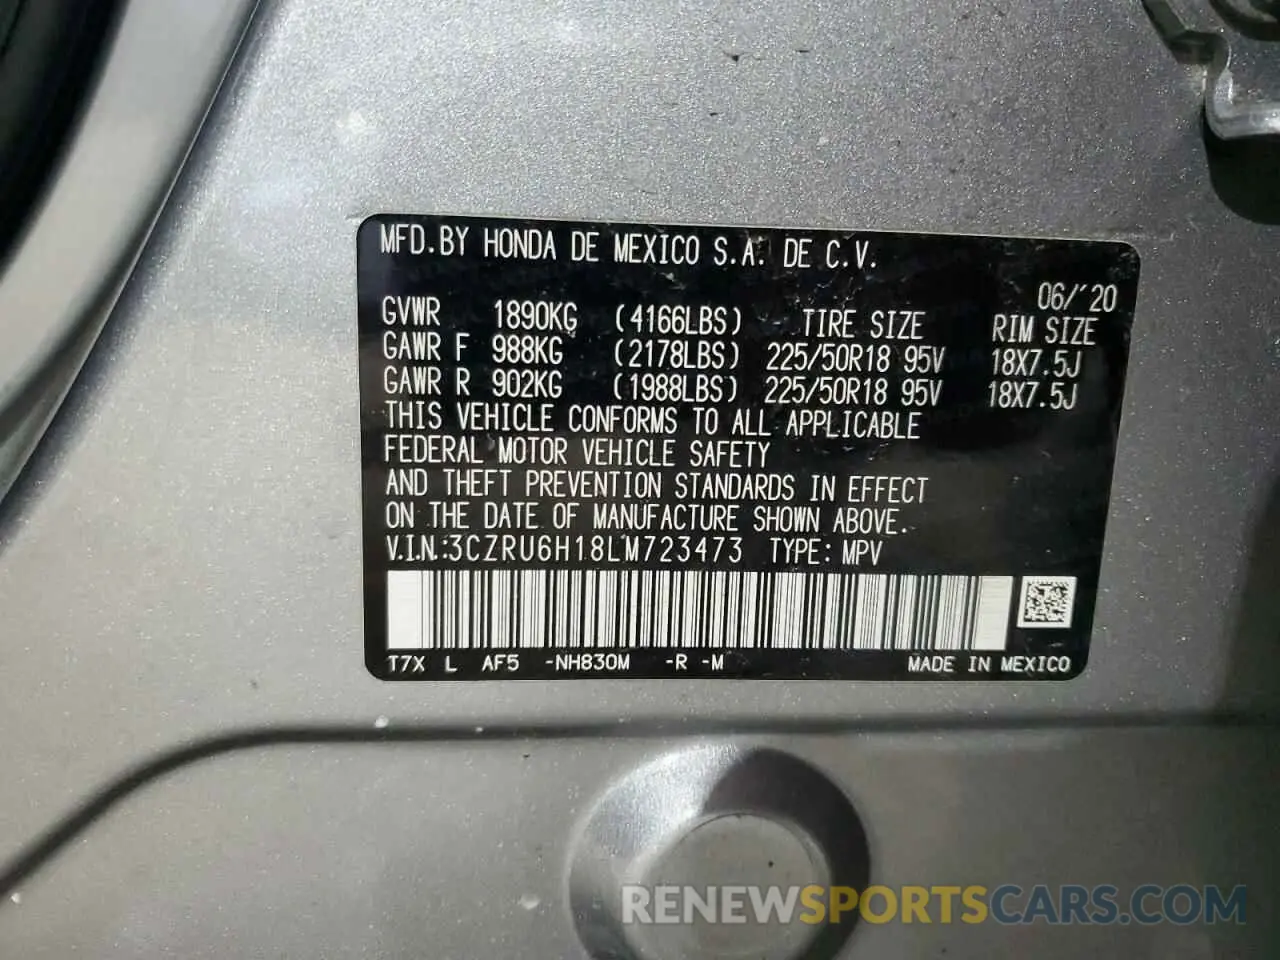 MFD.BY HONDA DE MEXICO S.A. DE C.V.
06/'20
GVWR 1890KG (4166LBS) TIRE SIZE RIM SIZE
GAWR F 988KG (2178LBS) 225/50R18 95V 18X7.5J
GAWR R 902KG (1988LBS) 225/50R18 95V 18X7.5J
THIS VEHICLE CONFORMS TO ALL APPLICABLE
FEDERAL MOTOR VEHICLE SAFETY
AND THEFT PREVENTION STANDARDS IN EFFECT
ON THE DATE OF MANUFACTURE SHOWN ABOVE.
V.I.N:3CZRU6H18LM723473 TYPE: MPV
T7X L AF5 -NH830M -R -M MADE IN MEXICO
RENEWSPORTSCARS.COM